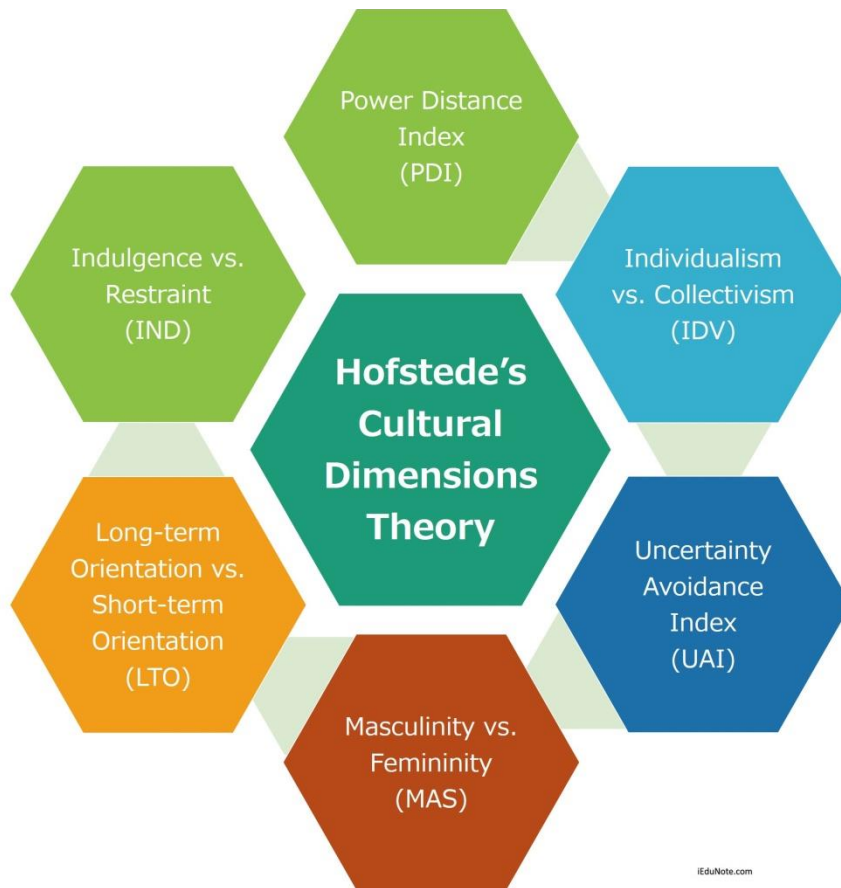 Power Distance
Index
(PDI)
Individualism
vs. Collectivism
(IDV)
Uncertainty
Avoidance
Index
(UAI)
Masculinity vs.
Femininity
(MAS)
Long-term
Orientation vs.
Short-term
Orientation
(LTO)
Indulgence vs.
Restraint
(IND)
Hofstede’s
Cultural
Dimensions
Theory
iEduNote.com